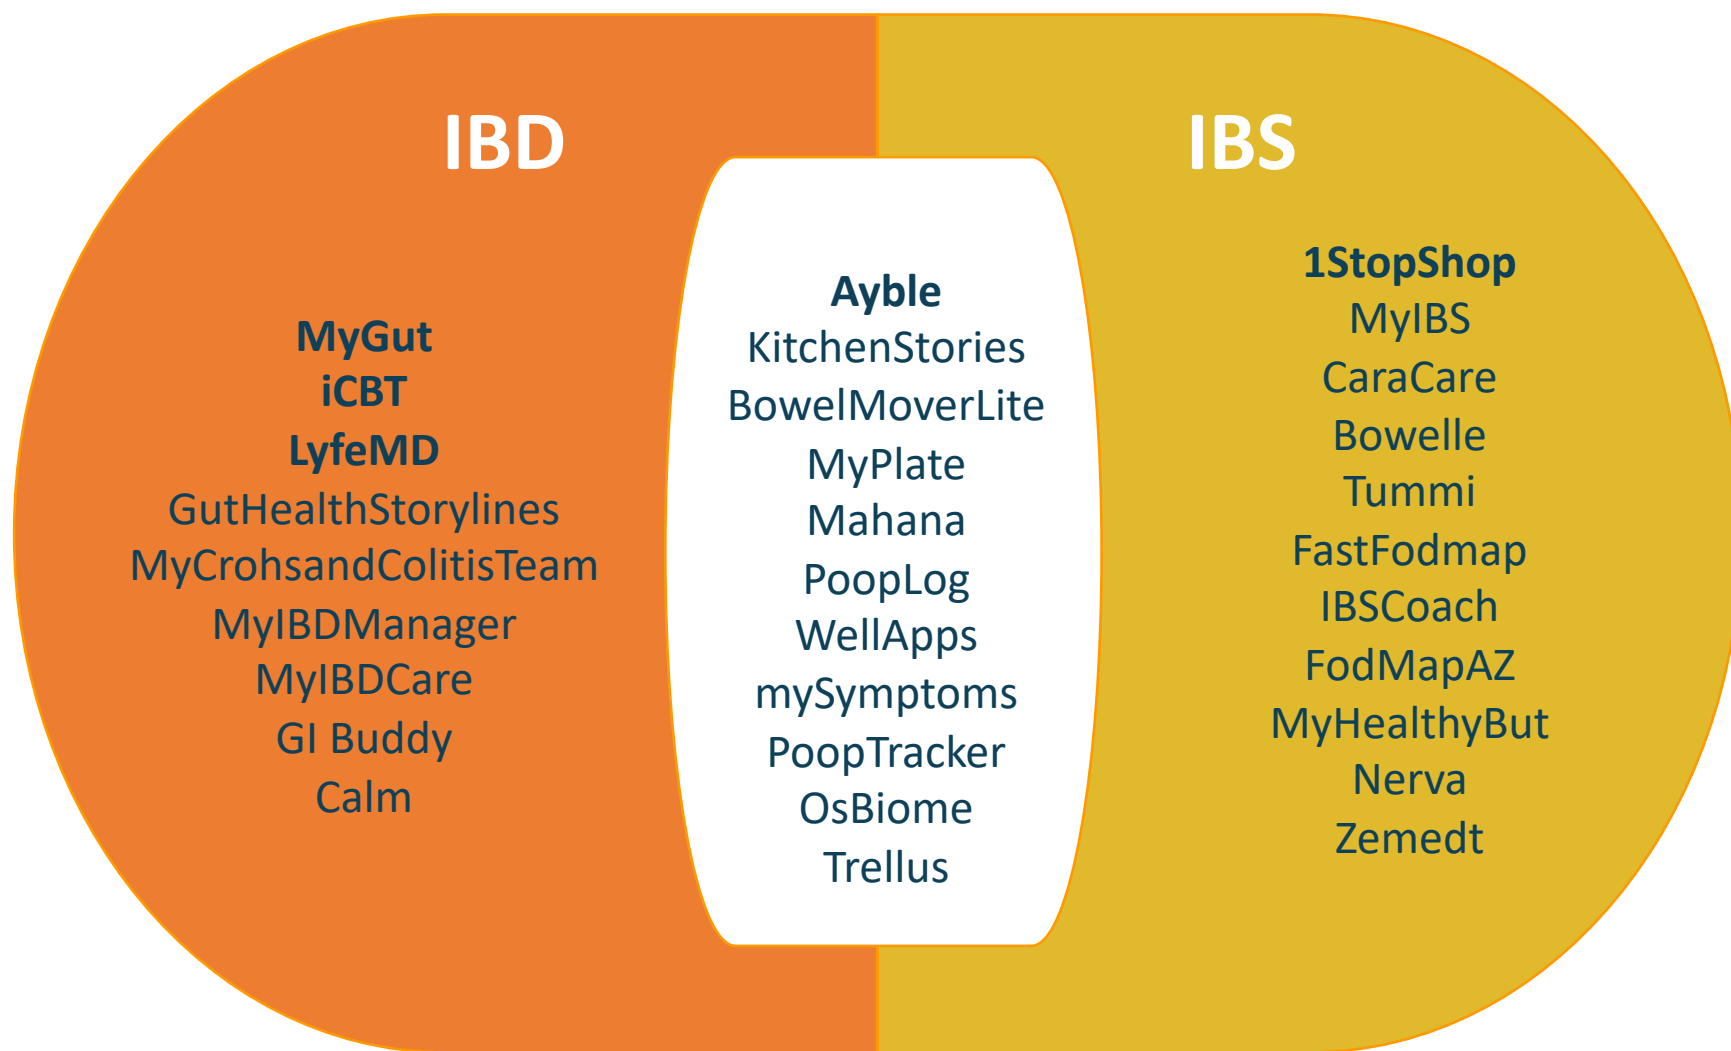 IBD
MyGut
iCBT
LyfeMD
GutHealthStorylines
MyCrohsandColitisTeam
MyIBDManager
MyIBDCare
GI Buddy
Calm
Ayble
KitchenStories
BowelMoverLite
MyPlate
Mahana
PoopLog
WellApps
mySymptoms
PoopTracker
OsBiome
Trellus
IBS
1StopShop
MyIBS
CaraCare
Bowelle
Tummi
FastFodmap
IBSCoach
FodMapAZ
MyHealthyBut
Nerva
Zemedt